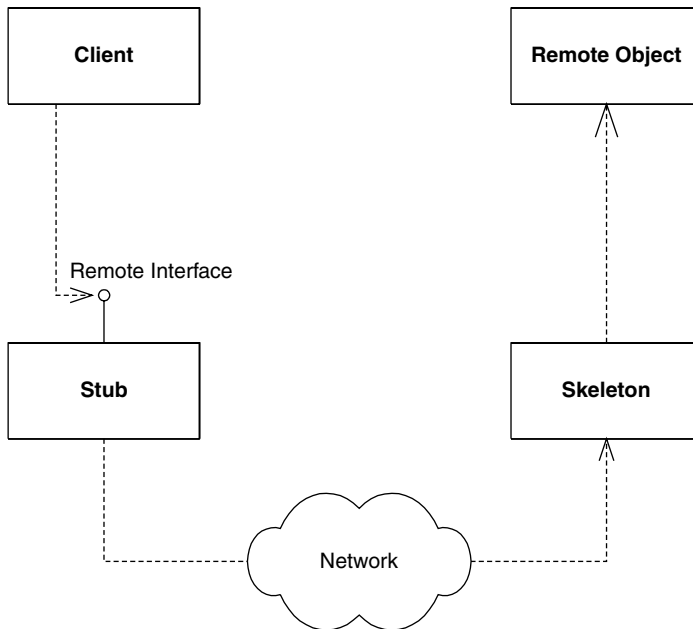 Client
Remote Object
Remote Interface
Stub
Skeleton
Network